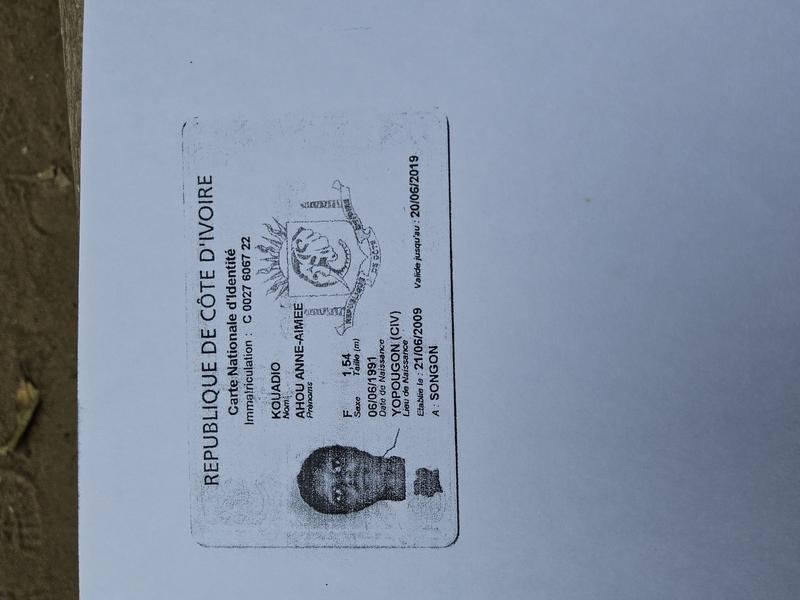 REPUBLIQUE DE CÔTE D'IVOIRE
Carte Nationale d'Identité
Immatriculation : C 0027 6067 22
KOUADIO
Nom
AHOU ANNE-AIMEE
Prénoms
F 1,54
Sexe Taille (m)
06/06/1991
Date de Naissance
YOPOUGON (CIV)
Lieu de Naissance
Etablie le : 21/06/2009 Valide jusqu'au : 20/06/2019
A : SONGON